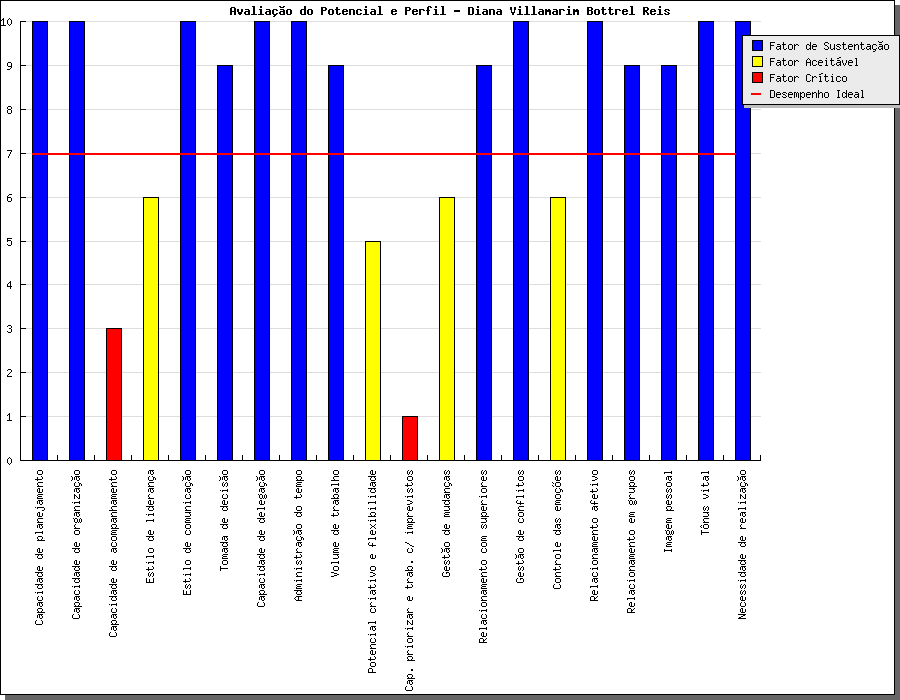 Avaliação do Potencial e Perfil - Diana Villamarim Bottrel Reis
Fator de Sustentação
Fator Aceitável
Fator Crítico
Desempenho Ideal
10
9
8
7
6
5
4
3
2
1
0
Capacidade de planejamento
Capacidade de organização
Capacidade de acompanhamento
Estilo de liderança
Estilo de comunicação
Tomada de decisão
Capacidade de delegação
Administração do tempo
Volume de trabalho
Potencial criativo e flexibilidade
Cap. priorizar e trab. c/ imprevistos
Gestão de mudanças
Relacionamento com superiores
Gestão de conflitos
Controle das emoções
Relacionamento afetivo
Relacionamento em grupos
Imagem pessoal
Tônus vital
Necessidade de realização